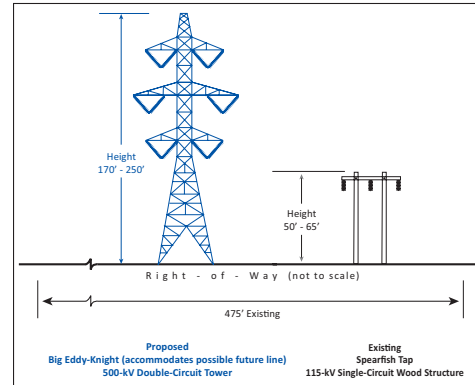 Height
170' - 250'
Height
50' - 65'
Right - of - Way (not to scale)
475' Existing
Proposed
Big Eddy-Knight (accommodates possible future line)
500-kV Double-Circuit Tower
Existing
Spearfish Tap
115-kV Single-Circuit Wood Structure